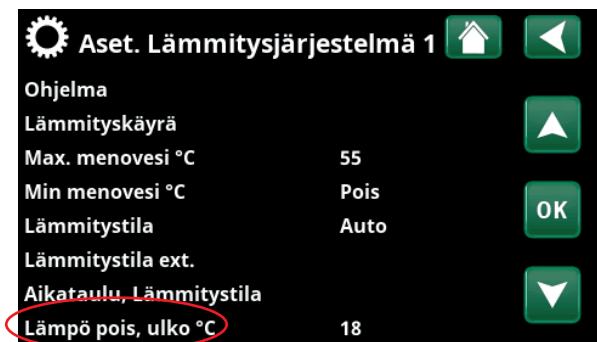 Aset. Lämmitysjärjestelmä 1
Ohjelma
Lämmityskäyrä
Max. menovesi °C 55
Min menovesi °C Pois
Lämmitystila Auto
Lämmitystila ext.
Aikataulu, Lämmitystila
Lämpö pois, ulko °C 18
OK